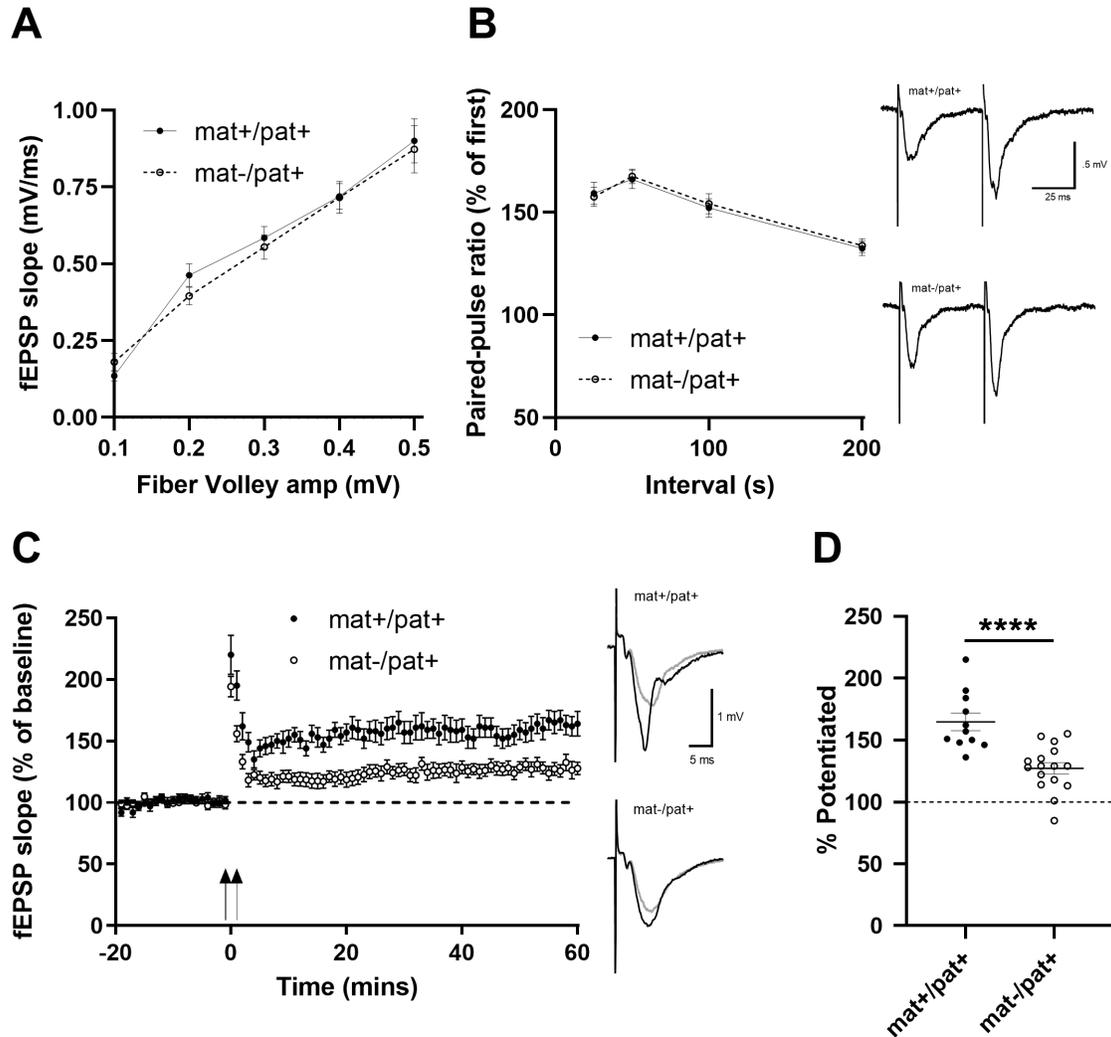 A
fEPSP slope (mV/ms)
1.00
0.75
0.50
0.25
0.00
mat+/pat+
mat-/pat+
0.1 0.2 0.3 0.4 0.5
Fiber Volley amp (mV)
B
Paired-pulse ratio (% of first)
200
150
100
50
mat+/pat+
mat-/pat+
0 100 200
Interval (s)
mat+/pat+
.5 mV
25 ms
mat-/pat+
C
fEPSP slope (% of baseline)
250
200
150
100
50
0
mat+/pat+
mat-/pat+
-20 0 20 40 60
Time (mins)
mat+/pat+
1 mV
5 ms
mat-/pat+
D
% Potentiated
250
200
150
100
50
0
****
mat+/pat+
mat-/pat+